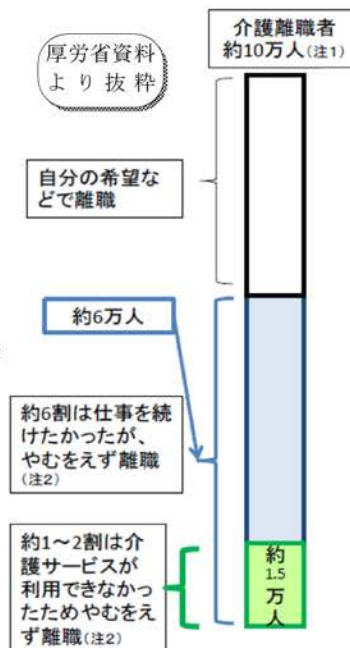 厚労省資料
より抜粋
介護離職者
約10万人(注1)
自分の希望な
どで離職
約6万人
約6割は仕事を続
けたかったが、
やむをえず離職
(注2)
約1～2割は介
護サービスが
利用できなかっ
たためやむをえ
ず離職(注2)
約
1.5
万
人